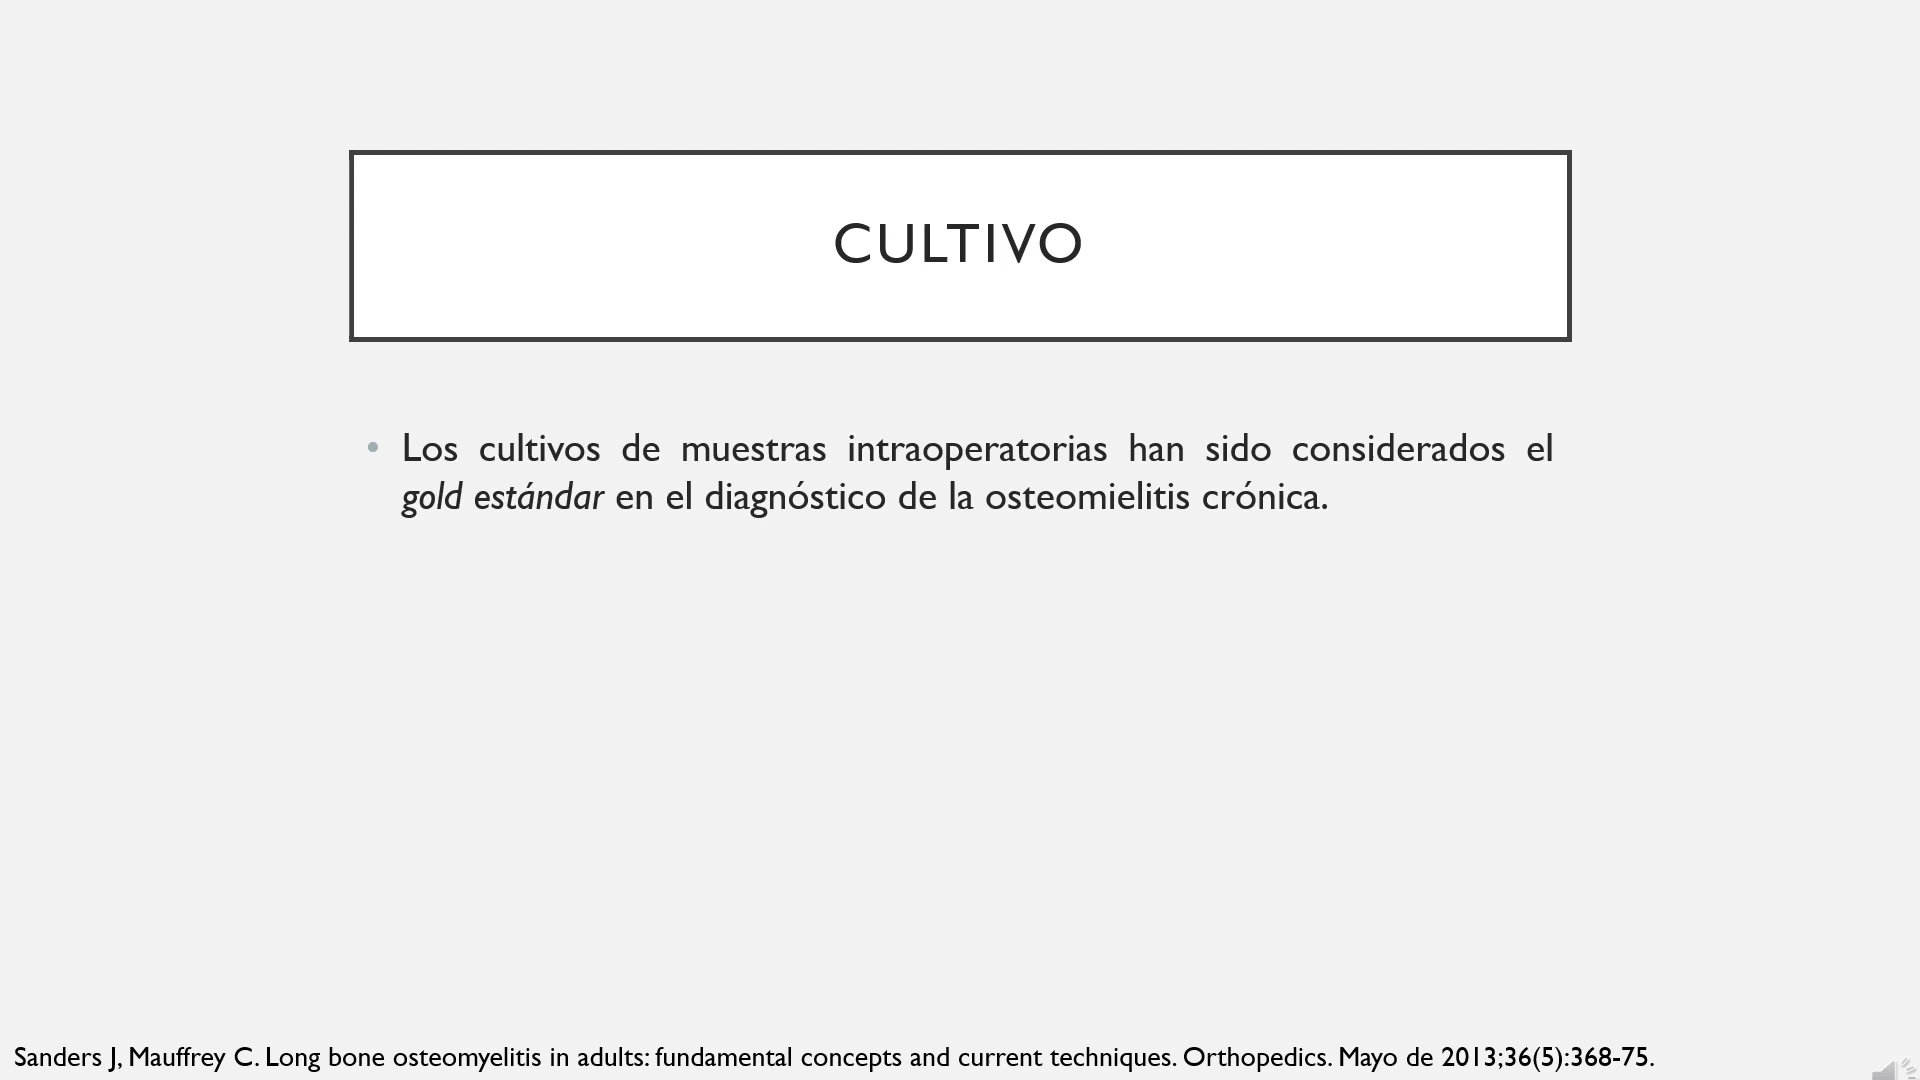 CULTIVO
• Los cultivos de muestras intraoperatorias han sido considerados el
gold estándar en el diagnóstico de la osteomielitis crónica.
Sanders J, Mauffrey C. Long bone osteomyelitis in adults: fundamental concepts and current techniques. Orthopedics. Mayo de 2013;36(5):368-75.